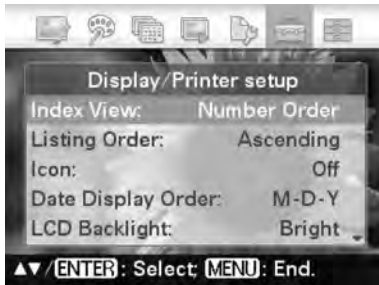 Display/Printer setup
Index View: Number Order
Listing Order: Ascending
Icon: Off
Date Display Order: M-D-Y
LCD Backlight: Bright
▲▼/ENTER: Select; MENU: End.